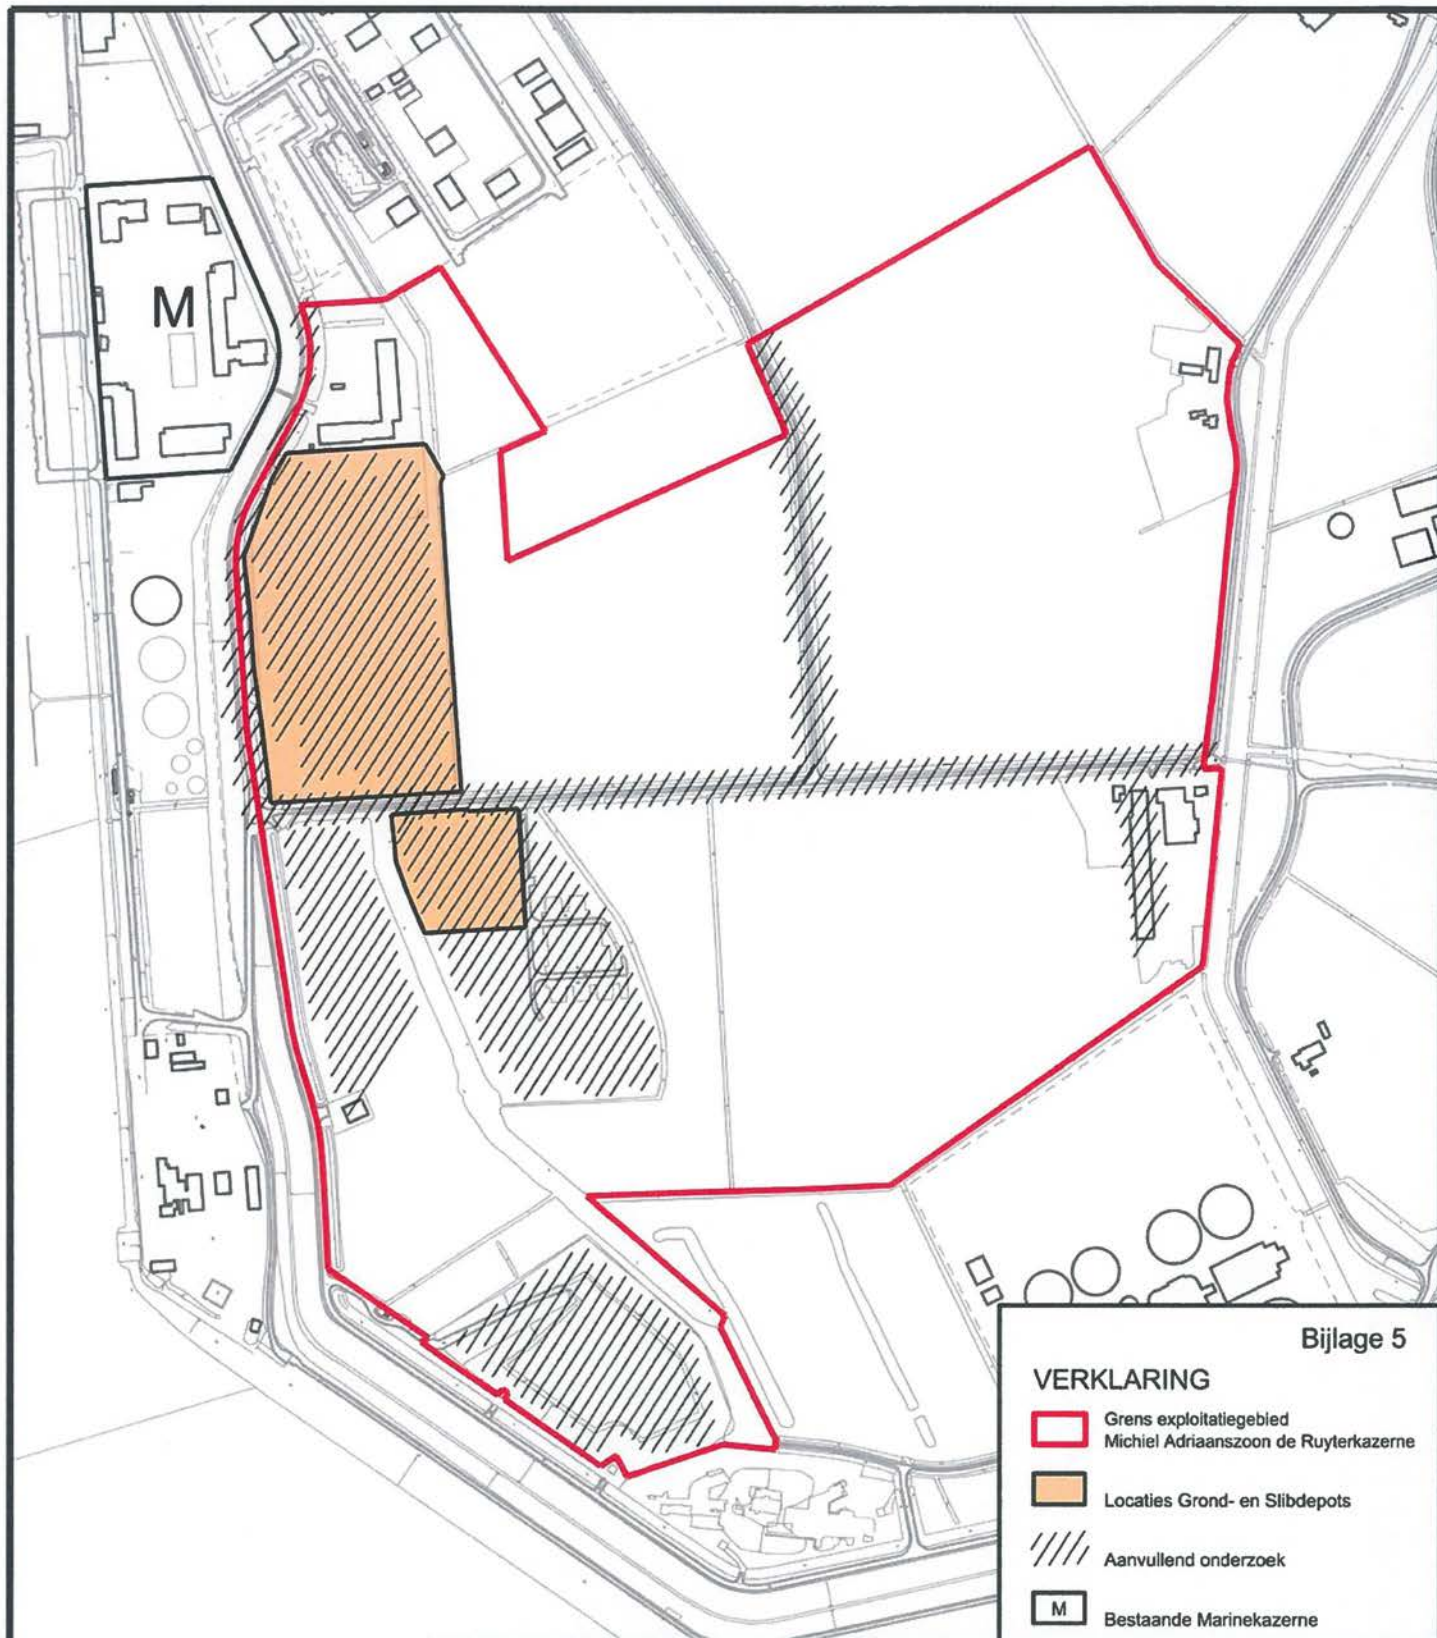 M
Bijlage 5
VERKLARING
Grens exploitatiegebied
Michiel Adriaanszoon de Ruyterkazerne
Locaties Grond- en Slibdepots
Aanvullend onderzoek
M
Bestaande Marinekazerne